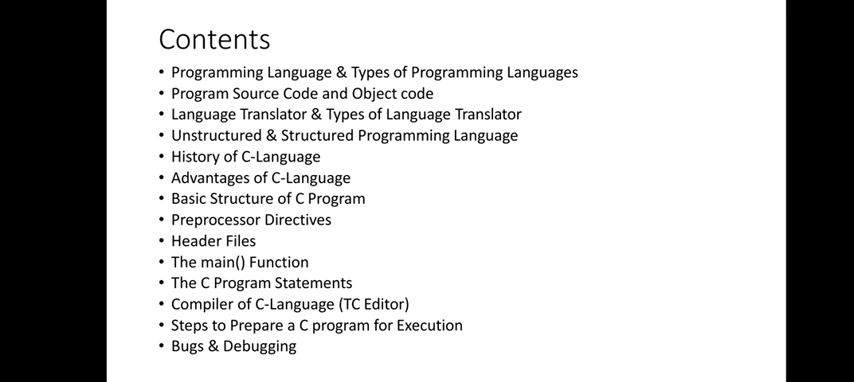 Contents
• Programming Language & Types of Programming Languages
• Program Source Code and Object code
• Language Translator & Types of Language Translator
• Unstructured & Structured Programming Language
• History of C-Language
• Advantages of C-Language
• Basic Structure of C Program
• Preprocessor Directives
• Header Files
• The main() Function
• The C Program Statements
• Compiler of C-Language (TC Editor)
• Steps to Prepare a C program for Execution
• Bugs & Debugging